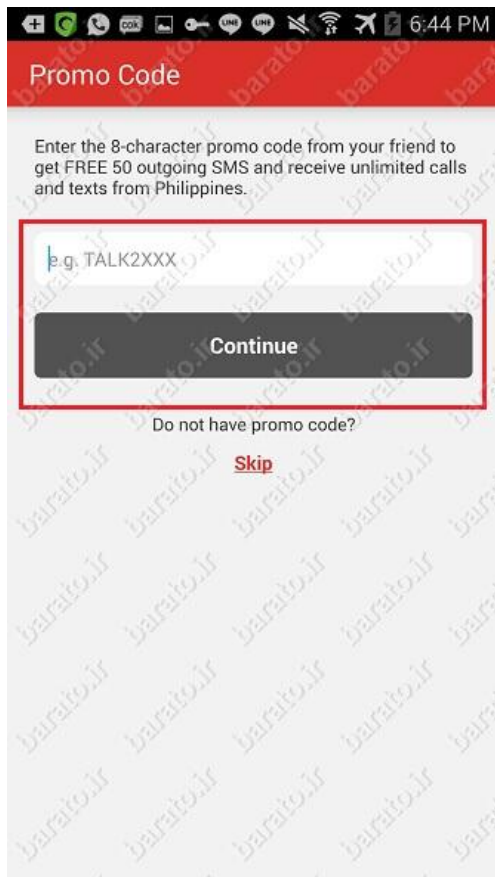 6:44 PM
Promo Code
Enter the 8-character promo code from your friend to
get FREE 50 outgoing SMS and receive unlimited calls
and texts from Philippines.
e.g. TALK2XXX
Continue
Do not have promo code?
Skip
barato.ir